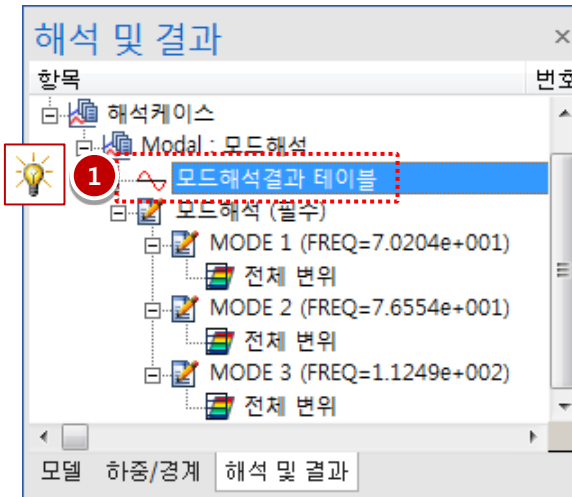 해석 및 결과
항목 번호
해석케이스
Modal : 모드해석
1 모드해석결과 테이블
모드해석 (필수)
MODE 1 (FREQ=7.0204e+001)
전체 변위
MODE 2 (FREQ=7.6554e+001)
전체 변위
MODE 3 (FREQ=1.1249e+002)
전체 변위
모델 하중/경계 해석 및 결과